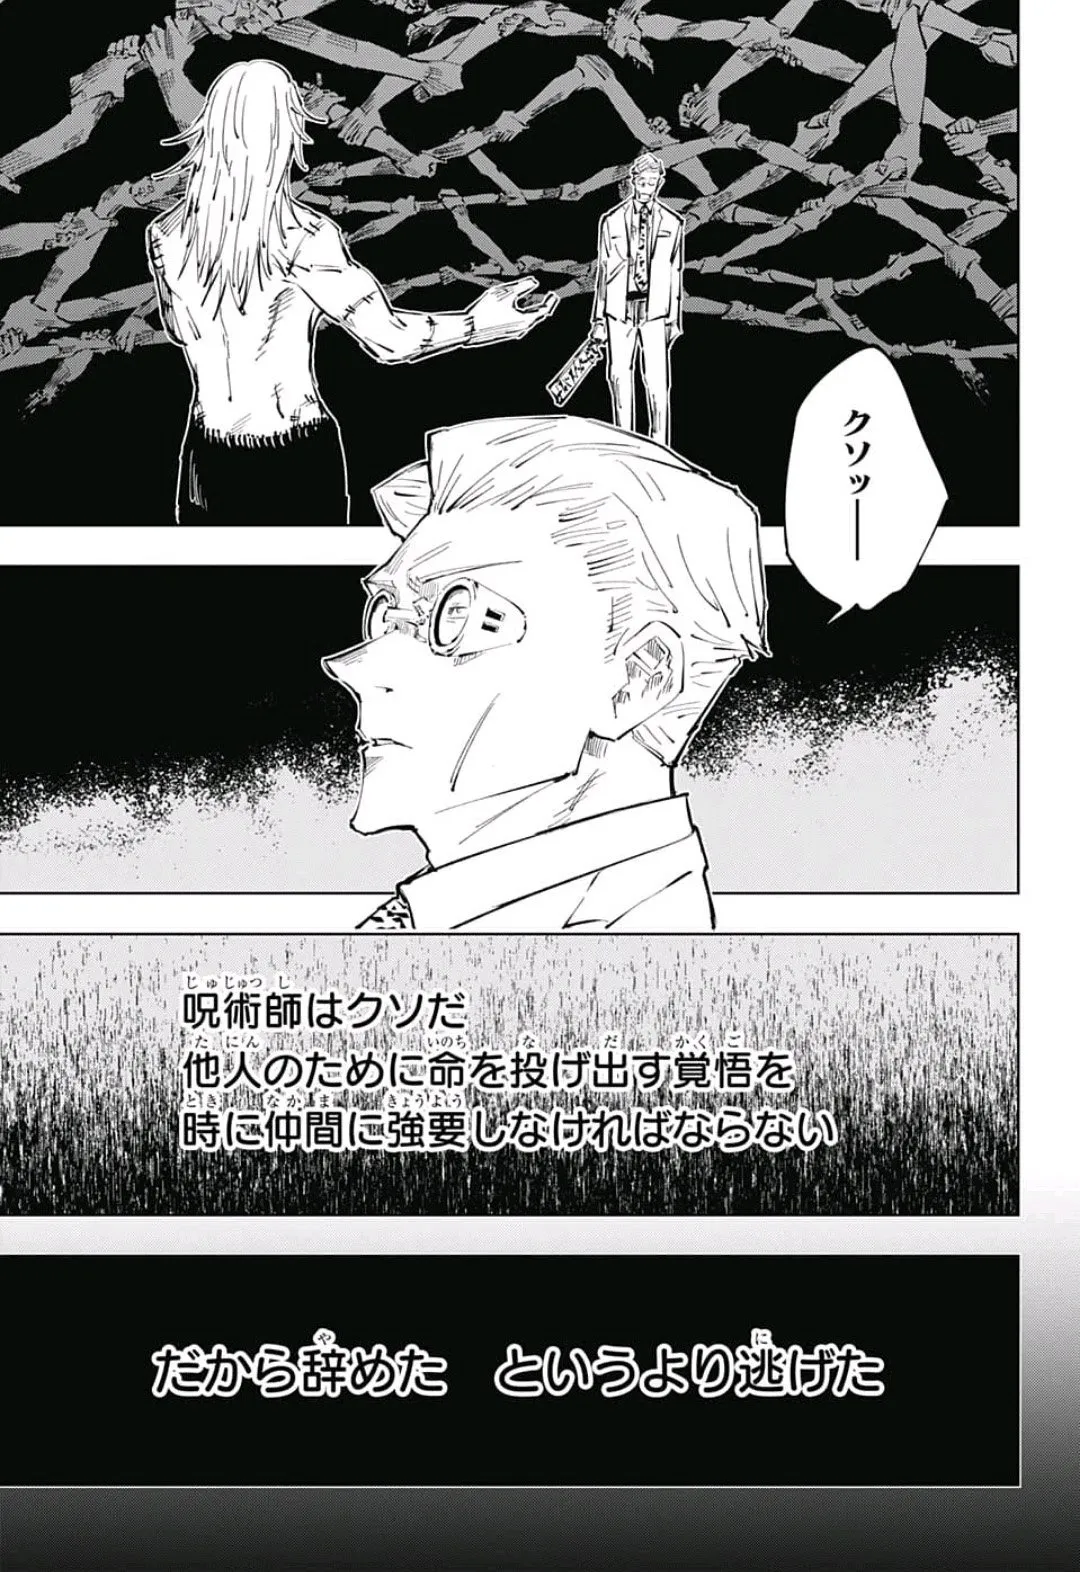 クソッー
呪術師はクソだ
他人のために命を投げ出す覚悟を
時に仲間に強要しなければならない
だから辞めた　というより逃げた